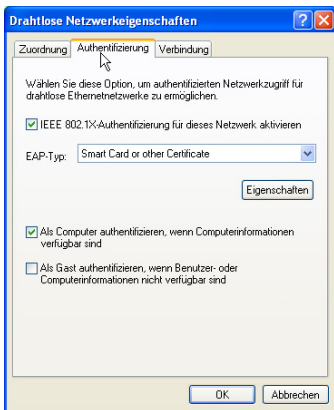 Drahtlose Netzwerkeigenschaften
Zuordnung Authentifizierung Verbindung
Wählen Sie diese Option, um authentifizierten Netzwerkzugriff für
drahtlose Ethernetnetzwerke zu ermöglichen.
IEEE 802.1X-Authentifizierung für dieses Netzwerk aktivieren
EAP-Typ: Smart Card or other Certificate
Eigenschaften
Als Computer authentifizieren, wenn Computerinformationen
verfügbar sind
Als Gast authentifizieren, wenn Benutzer- oder
Computerinformationen nicht verfügbar sind
OK Abbrechen